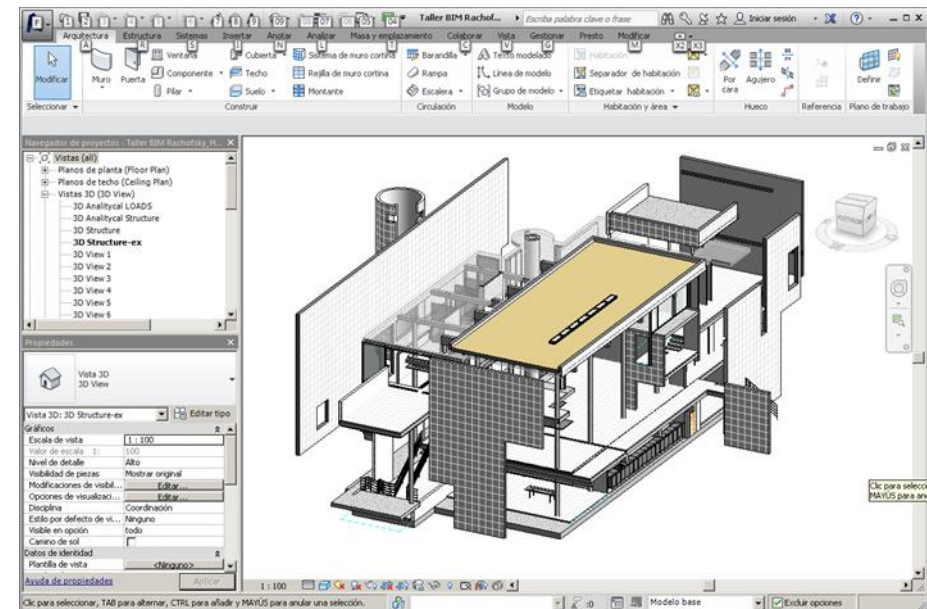 Taller BIM Rachof...
Escriba palabra clave o frase
Iniciar sesión
Arquitectura Estructura Sistemas Insertar Anotar Analizar Masa y emplazamiento Colaborar Vista Gestionar Presto Modificar
Modificar
Muro
Puerta
Ventana
Componente
Pilar
Cubierta
Techo
Suelo
Sistema de muro cortina
Rejilla de muro cortina
Montante
Barandilla
Rampa
Escalera
Texto modelado
Línea de modelo
Grupo de modelo
Habitación
Separador de habitación
Etiquetar habitación
Por cara
Agujero
Definir
Seleccionar
Construir
Circulación
Modelo
Habitación y área
Hueco
Referencia
Plano de trabajo
Navegador de proyectos - Taller BIM Rachofsky_H...
Vistas (all)
Planos de planta (Floor Plan)
Planos de techo (Ceiling Plan)
Vistas 3D (3D View)
3D Analitycal LOADS
3D Analitycal Structure
3D Structure
3D Structure-ex
3D View 1
3D View 2
3D View 3
3D View 4
3D View 5
3D View 6
Propiedades
Vista 3D
3D View
Vista 3D: 3D Structure-ex
Editar tipo
Gráficos
Escala de vista 1 : 100
Valor de escala 1: 100
Nivel de detalle Alto
Visibilidad de piezas Mostrar original
Modificaciones de visibil... Editar...
Opciones de visualizaci... Editar...
Disciplina Coordinación
Estilo por defecto de vi... Ninguno
Visible en opción todo
Camino de sol
Datos de identidad
Plantilla de vista <Ninguno>
Ayuda de propiedades
Aplicar
Clic para selecci
MAYÚS para an
1 : 100
Clic para seleccionar, TAB para alternar, CTRL para añadir y MAYÚS para anular una selección.
:0
Modelo base
Excluir opciones